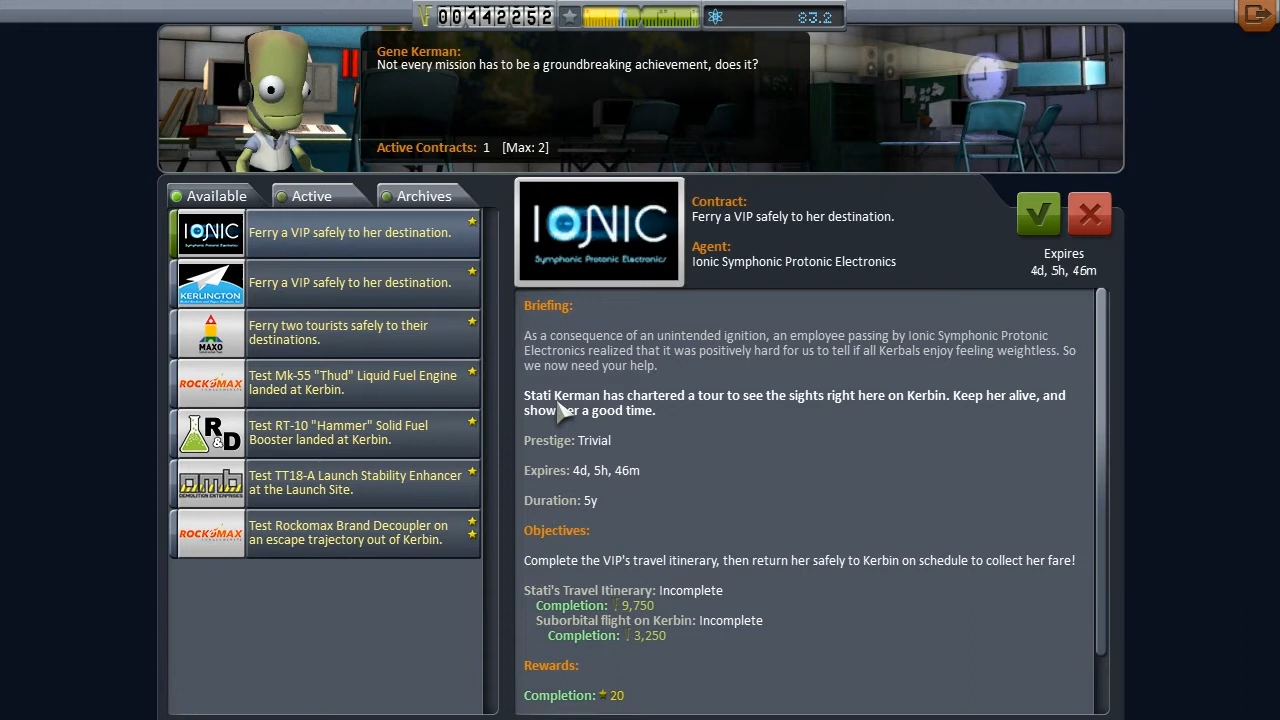 00442252
83.2
Gene Kerman:
Not every mission has to be a groundbreaking achievement, does it?
Active Contracts: 1 [Max: 2]
Available
Active
Archives
IONIC
Symphonic Protonic Electronics
Ferry a VIP safely to her destination.
KERLINGTON
Ferry a VIP safely to her destination.
MAXO
Ferry two tourists safely to their
destinations.
ROCKOMAX
Test Mk-55 "Thud" Liquid Fuel Engine
landed at Kerbin.
R&D
Test RT-10 "Hammer" Solid Fuel
Booster landed at Kerbin.
DEMOLITION ENTERPRISES
Test TT18-A Launch Stability Enhancer
at the Launch Site.
ROCKOMAX
Test Rockomax Brand Decoupler on
an escape trajectory out of Kerbin.
IONIC
Symphonic Protonic Electronics
Contract:
Ferry a VIP safely to her destination.
Agent:
Ionic Symphonic Protonic Electronics
Expires
4d, 5h, 46m
Briefing:
As a consequence of an unintended ignition, an employee passing by Ionic Symphonic Protonic
Electronics realized that it was positively hard for us to tell if all Kerbals enjoy feeling weightless. So
we now need your help.
Stati Kerman has chartered a tour to see the sights right here on Kerbin. Keep her alive, and
show her a good time.
Prestige: Trivial
Expires: 4d, 5h, 46m
Duration: 5y
Objectives:
Complete the VIP's travel itinerary, then return her safely to Kerbin on schedule to collect her fare!
Stati's Travel Itinerary: Incomplete
Completion: 9,750
Suborbital flight on Kerbin: Incomplete
Completion: 3,250
Rewards:
Completion: 20